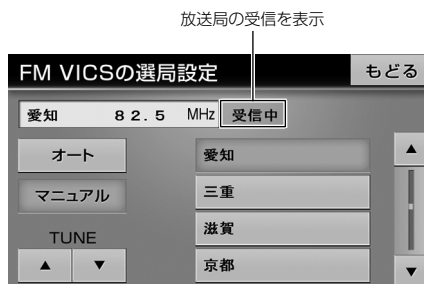 放送局の受信を表示
FM VICSの選局設定 もどる
愛知 82.5 MHz 受信中
オート 愛知 ▲
マニュアル 三重
TUNE 滋賀
▲ ▼ 京都 ▼